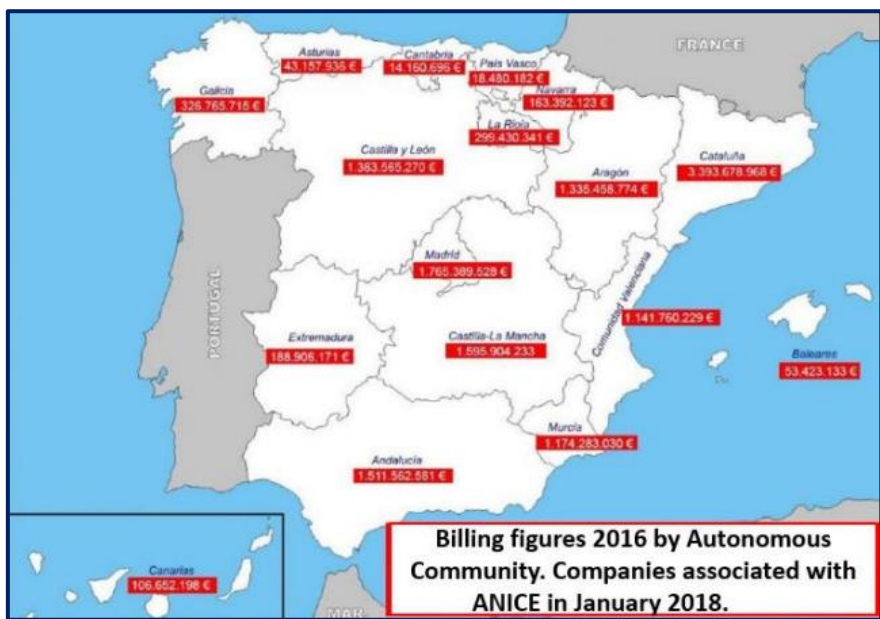 FRANCE
Asturias
43.157.936 €
Cantabria
14.160.696 €
País Vasco
18.480.182 €
Navarra
163.392.123 €
Galicia
326.765.715 €
La Rioja
299.430.341 €
Castilla y León
1.383.565.270 €
Aragón
1.335.458.774 €
Cataluña
3.393.678.968 €
Madrid
1.765.389.528 €
PORTUGAL
Comunidad Valenciana
1.141.760.229 €
Extremadura
188.906.171 €
Castilla-La Mancha
1.595.904.233
Baleares
53.423.133 €
Murcia
1.174.283.030 €
Andalucía
1.511.562.581 €
Canarias
106.652.198 €
MAR.
Billing figures 2016 by Autonomous
Community. Companies associated with
ANICE in January 2018.